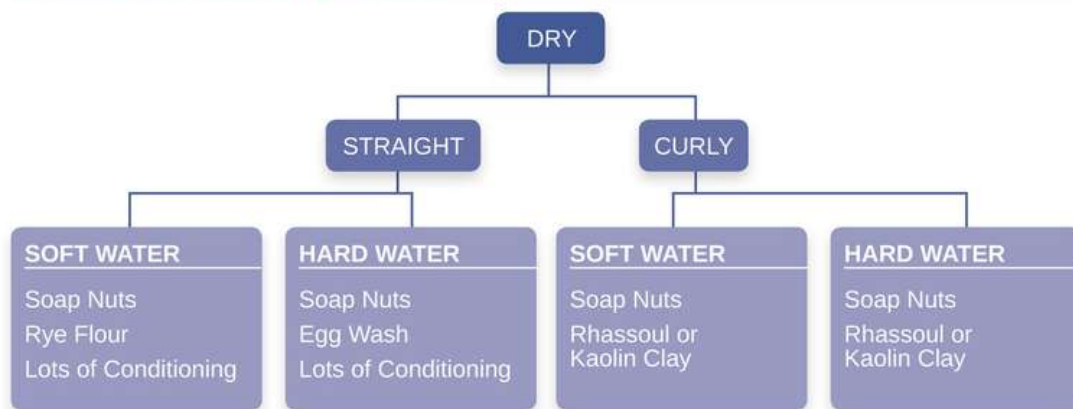 DRY
STRAIGHT
CURLY
SOFT WATER
Soap Nuts
Rye Flour
Lots of Conditioning
HARD WATER
Soap Nuts
Egg Wash
Lots of Conditioning
SOFT WATER
Soap Nuts
Rhassoul or
Kaolin Clay
HARD WATER
Soap Nuts
Rhassoul or
Kaolin Clay